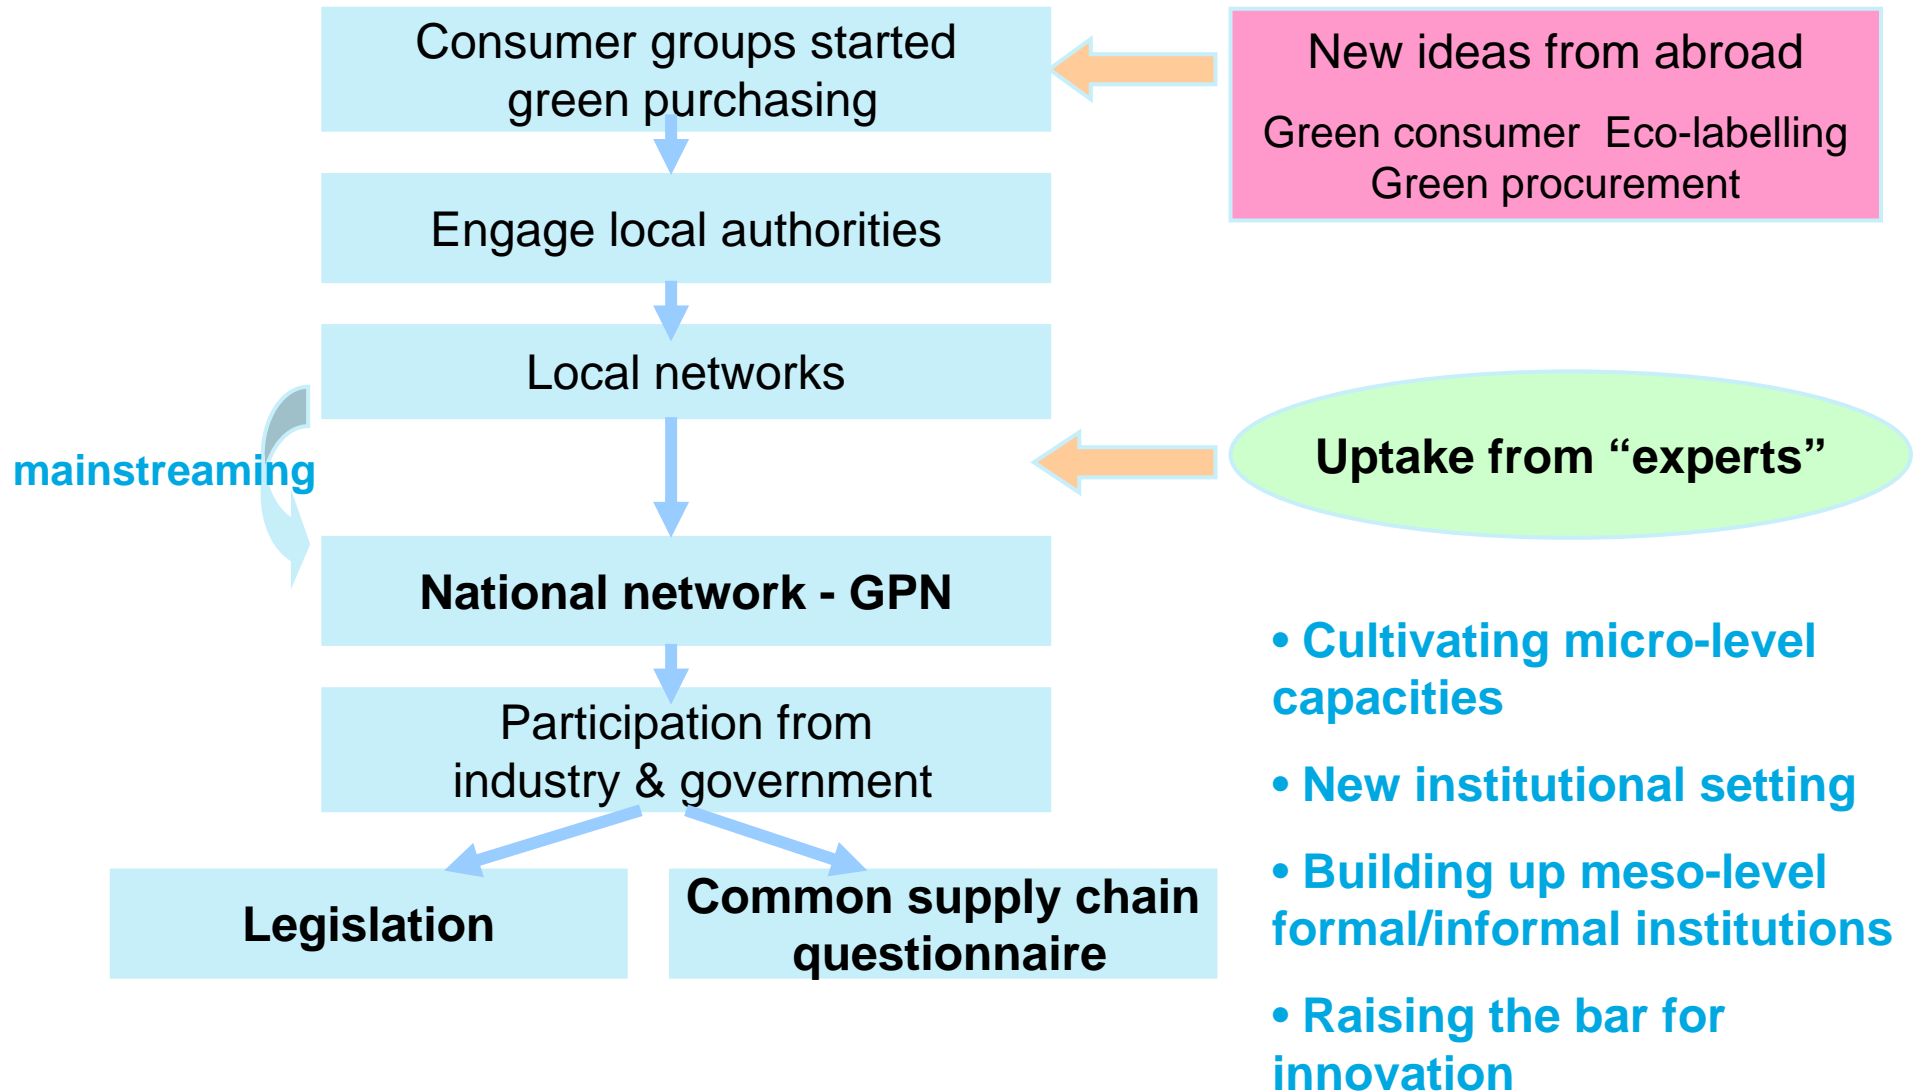 Consumer groups started
green purchasing
New ideas from abroad
Green consumer  Eco-labelling
Green procurement
Engage local authorities
Local networks
mainstreaming
Uptake from “experts”
National network - GPN
Participation from
industry & government
Legislation
Common supply chain
questionnaire
• Cultivating micro-level
capacities
• New institutional setting
• Building up meso-level
formal/informal institutions
• Raising the bar for
innovation